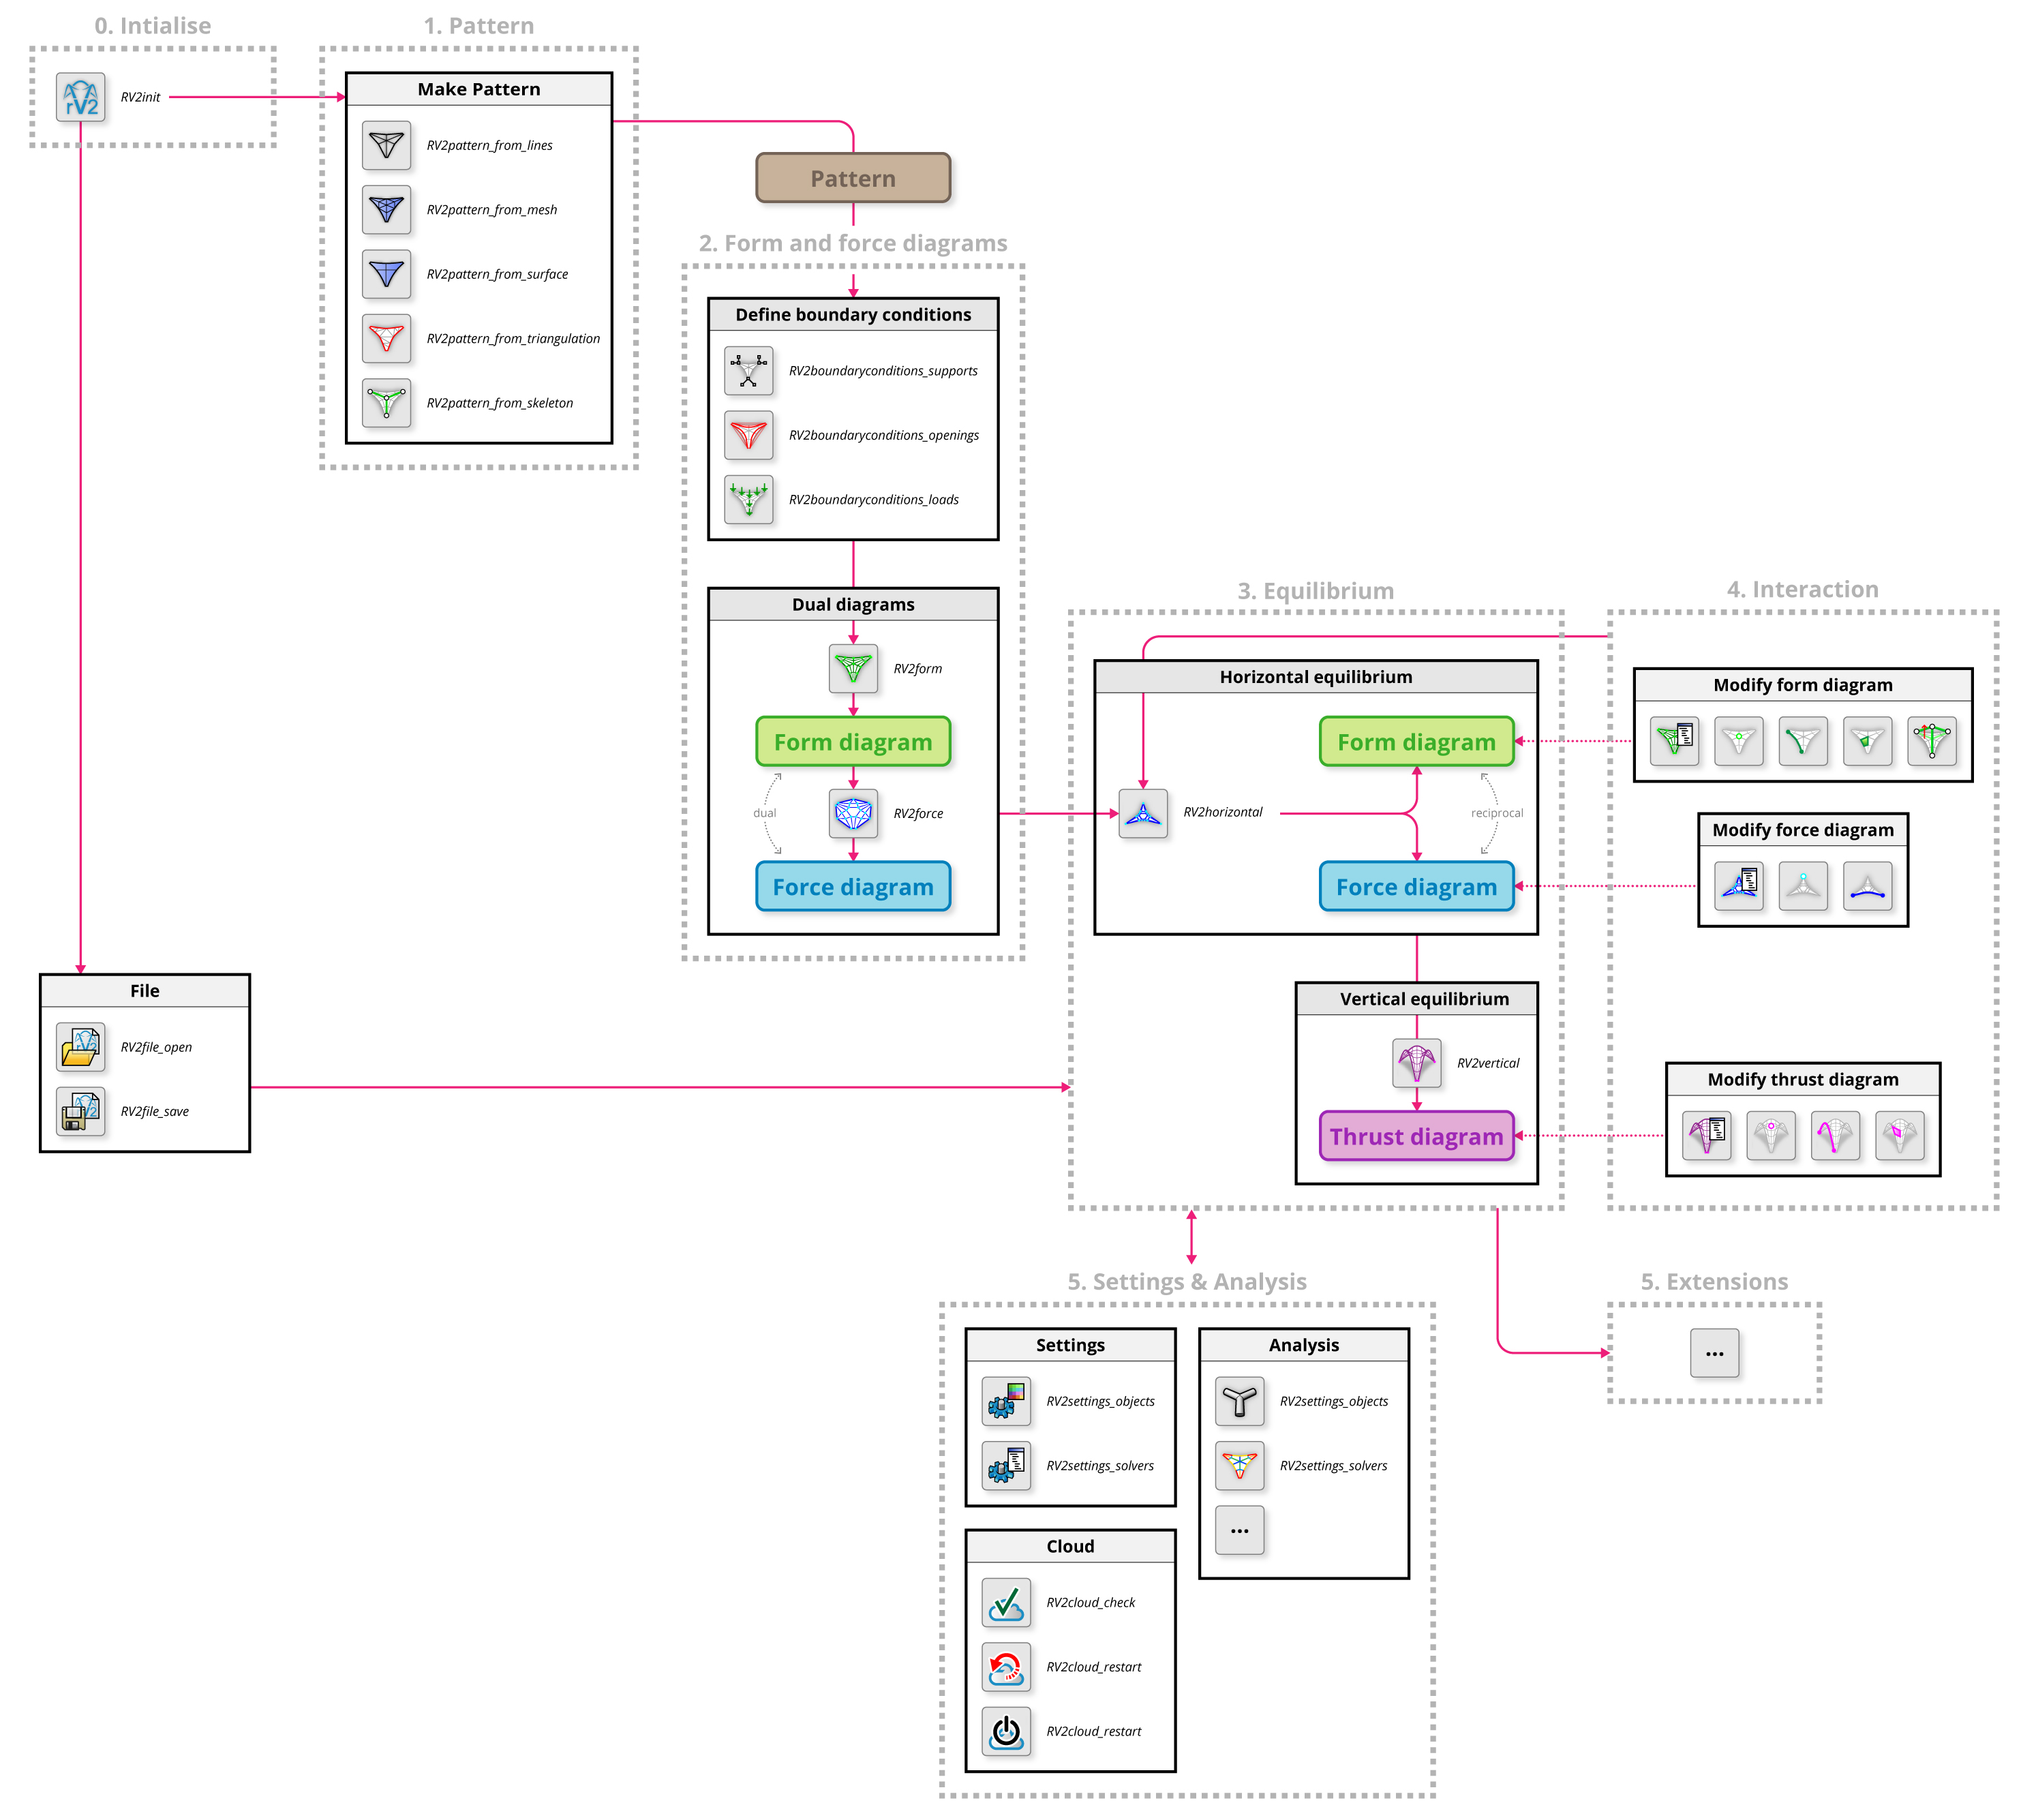 0. Intialise
rV2
RV2init
1. Pattern
Make Pattern
RV2pattern_from_lines
RV2pattern_from_mesh
RV2pattern_from_surface
RV2pattern_from_triangulation
RV2pattern_from_skeleton
Pattern
2. Form and force diagrams
Define boundary conditions
RV2boundaryconditions_supports
RV2boundaryconditions_openings
RV2boundaryconditions_loads
Dual diagrams
RV2form
Form diagram
dual
RV2force
Force diagram
3. Equilibrium
Horizontal equilibrium
Form diagram
RV2horizontal
reciprocal
Force diagram
Vertical equilibrium
RV2vertical
Thrust diagram
4. Interaction
Modify form diagram
Modify force diagram
Modify thrust diagram
File
rV2
RV2file_open
RV2file_save
5. Settings & Analysis
Settings
RV2settings_objects
RV2settings_solvers
Cloud
RV2cloud_check
RV2cloud_restart
RV2cloud_restart
Analysis
RV2settings_objects
RV2settings_solvers
...
5. Extensions
...